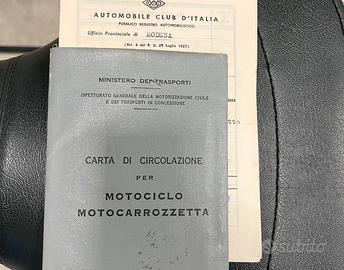 AUTOMOBILE CLUB D'ITALIA
PUBBLICO REGISTRO AUTOMOBILISTICO
Ufficio Provinciale di MODENA
(Art. 6 del R. D. 29 luglio 1927)
MINISTERO DEI TRASPORTI
ISPETTORATO GENERALE DELLA MOTORIZZAZIONE CIVILE
E DEI TRASPORTI IN CONCESSIONE
CARTA DI CIRCOLAZIONE
PER
MOTOCICLO
MOTOCARROZZETTA
subito